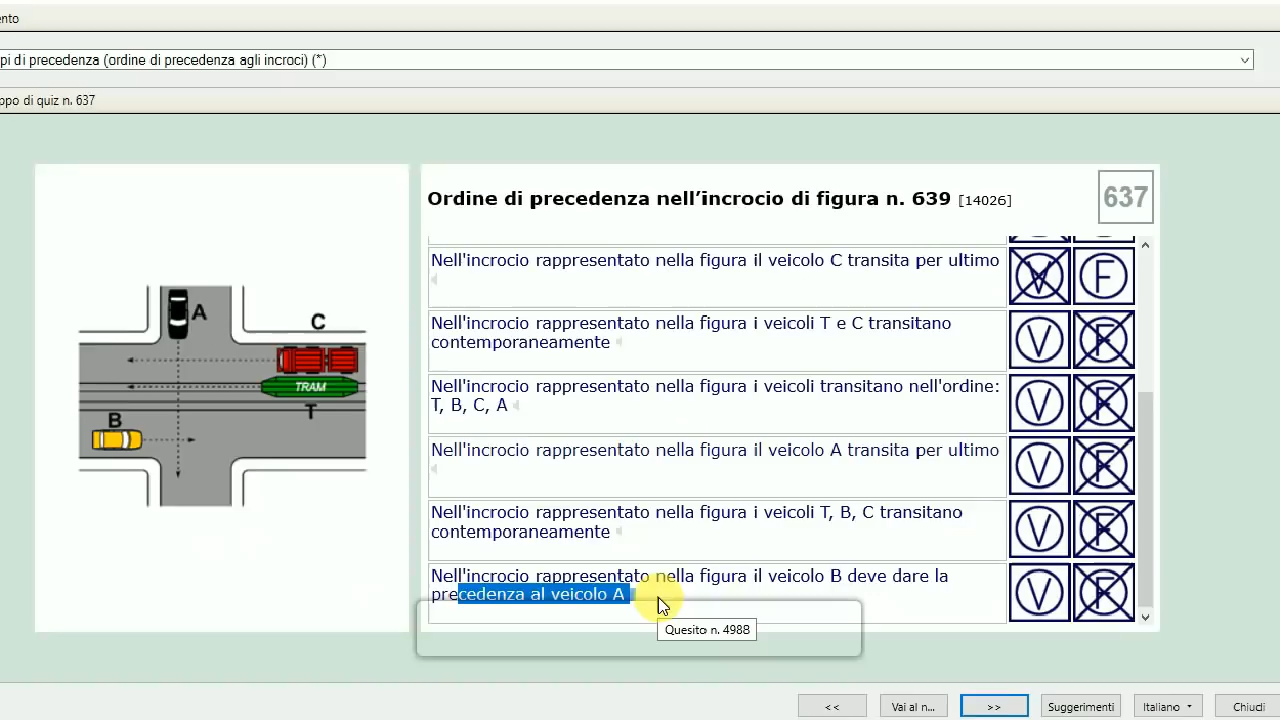 ento
pi di precedenza (ordine di precedenza agli incroci) (*)
ppo di quiz n. 637
Ordine di precedenza nell'incrocio di figura n. 639 [14026]
637
Nell'incrocio rappresentato nella figura il veicolo C transita per ultimo
V F
Nell'incrocio rappresentato nella figura i veicoli T e C transitano
contemporaneamente
V F
Nell'incrocio rappresentato nella figura i veicoli transitano nell'ordine:
T, B, C, A
V F
Nell'incrocio rappresentato nella figura il veicolo A transita per ultimo
V F
Nell'incrocio rappresentato nella figura i veicoli T, B, C transitano
contemporaneamente
V F
Nell'incrocio rappresentato nella figura il veicolo B deve dare la
precedenza al veicolo A
V F
Quesito n. 4988
A
C
TRAM
T
B
<< Vai al n... >> Suggerimenti Italiano Chiudi